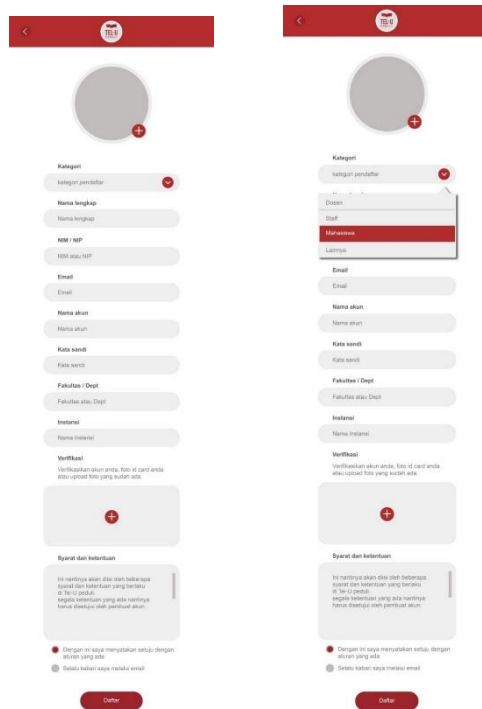 TEL-U
Kategori
kategori pendaftar
Nama lengkap
Nama lengkap
NIM / NIP
NIM atau NIP
Email
Email
Nama akun
Nama akun
Kata sandi
Kata sandi
Fakultas / Dept
Fakultas atau Dept
Instansi
Nama Instansi
Verifikasi
Verifikasikan akun anda, foto id card anda
atau upload foto yang sudah ada.
Syarat dan ketentuan
Ini nantinya akan diisi oleh beberapa
syarat dan ketentuan yang berlaku
di Tel-U peduli.
segala ketentuan yang ada nantinya
harus disetujui oleh pembuat akun.
Dengan ini saya menyatakan setuju dengan
aturan yang ada
Selalu kabari saya melalui email
Daftar
TEL-U
Kategori
kategori pendaftar
Dosen
Staff
Mahasiswa
Lainnya
Email
Email
Nama akun
Nama akun
Kata sandi
Kata sandi
Fakultas / Dept
Fakultas atau Dept
Instansi
Nama Instansi
Verifikasi
Verifikasikan akun anda, foto id card anda
atau upload foto yang sudah ada.
Syarat dan ketentuan
Ini nantinya akan diisi oleh beberapa
syarat dan ketentuan yang berlaku
di Tel-U peduli.
segala ketentuan yang ada nantinya
harus disetujui oleh pembuat akun.
Dengan ini saya menyatakan setuju dengan
aturan yang ada
Selalu kabari saya melalui email
Daftar